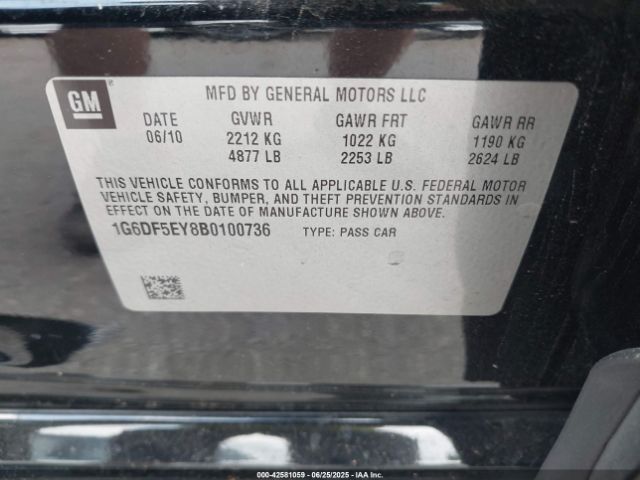 GM
MFD BY GENERAL MOTORS LLC
DATE GVWR GAWR FRT GAWR RR
06/10 2212 KG 1022 KG 1190 KG
4877 LB 2253 LB 2624 LB
THIS VEHICLE CONFORMS TO ALL APPLICABLE U.S. FEDERAL MOTOR
VEHICLE SAFETY, BUMPER, AND THEFT PREVENTION STANDARDS IN
EFFECT ON THE DATE OF MANUFACTURE SHOWN ABOVE.
1G6DF5EY8B0100736 TYPE: PASS CAR
000-42581059 - 06/25/2025 - IAAI.COM